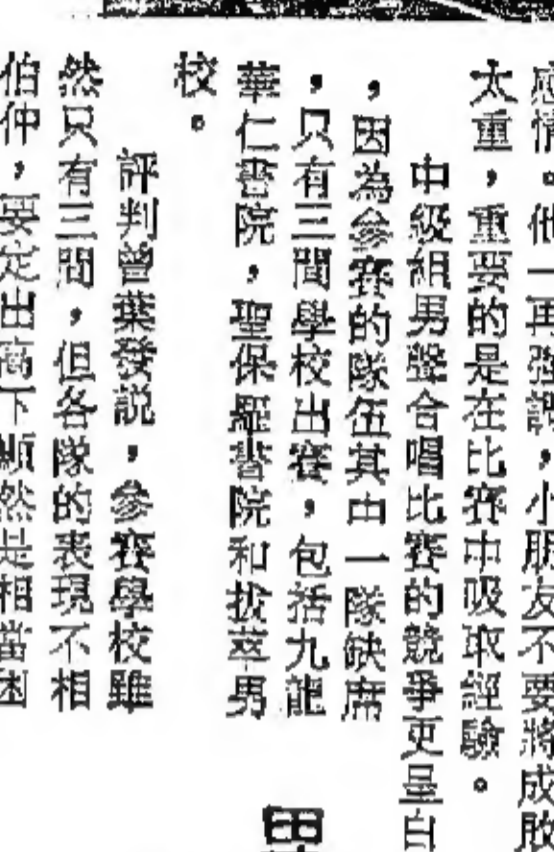 感情。他一再強調，小朋友不要將成敗
太重，重要的是在比賽中吸取經驗。
中級組男聲合唱比賽的競爭更呈白
，因為參賽的隊伍其由一隊缺席
，只有三間學校出賽，包括九龍
華仁書院，聖保羅書院和拔萃男
校。
評判曾葉發説，參賽學校雖
然只有三間，但各隊的表現不相
伯仲，要定出高下顯然是相當困